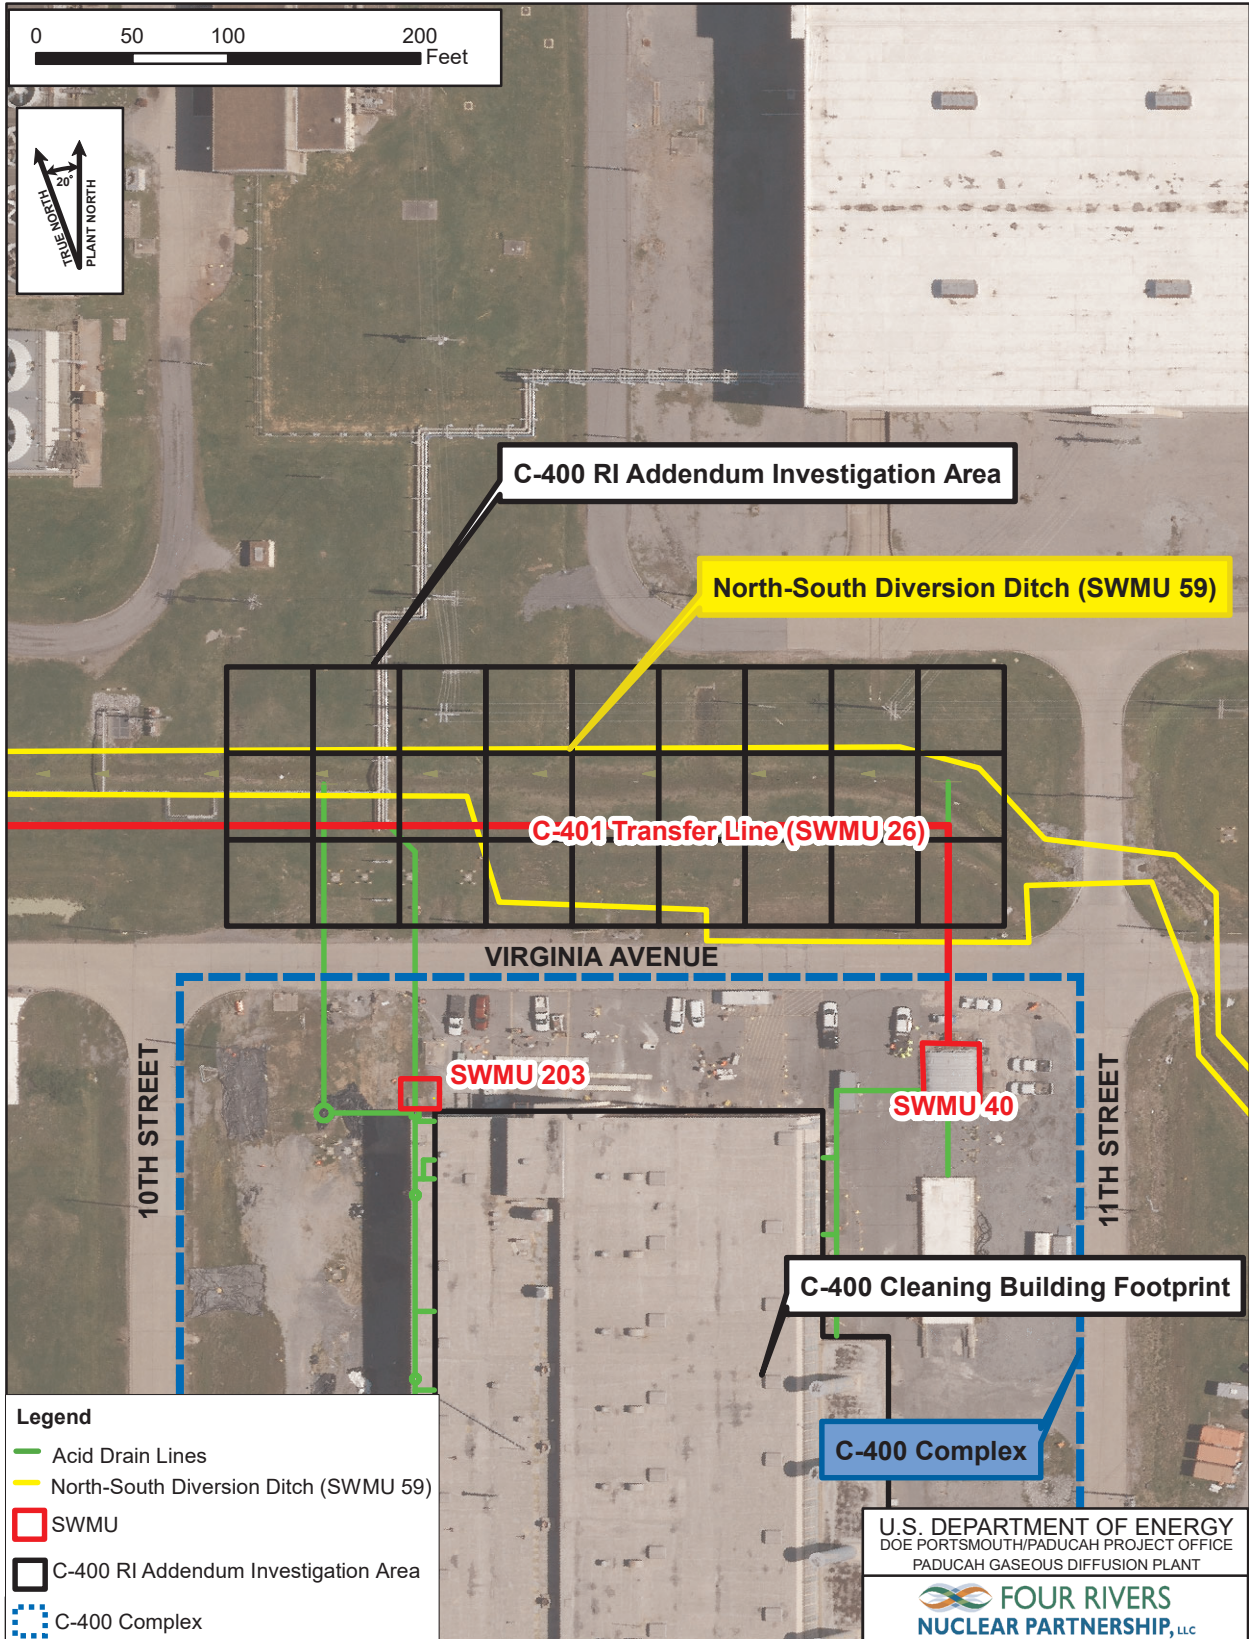 0 50 100 200
Feet
20°
TRUE NORTH
PLANT NORTH
C-400 RI Addendum Investigation Area
North-South Diversion Ditch (SWMU 59)
C-401 Transfer Line (SWMU 26)
VIRGINIA AVENUE
10TH STREET
SWMU 203
SWMU 40
11TH STREET
C-400 Cleaning Building Footprint
C-400 Complex
Legend
Acid Drain Lines
North-South Diversion Ditch (SWMU 59)
SWMU
C-400 RI Addendum Investigation Area
C-400 Complex
U.S. DEPARTMENT OF ENERGY
DOE PORTSMOUTH/PADUCAH PROJECT OFFICE
PADUCAH GASEOUS DIFFUSION PLANT
FOUR RIVERS
NUCLEAR PARTNERSHIP, LLC